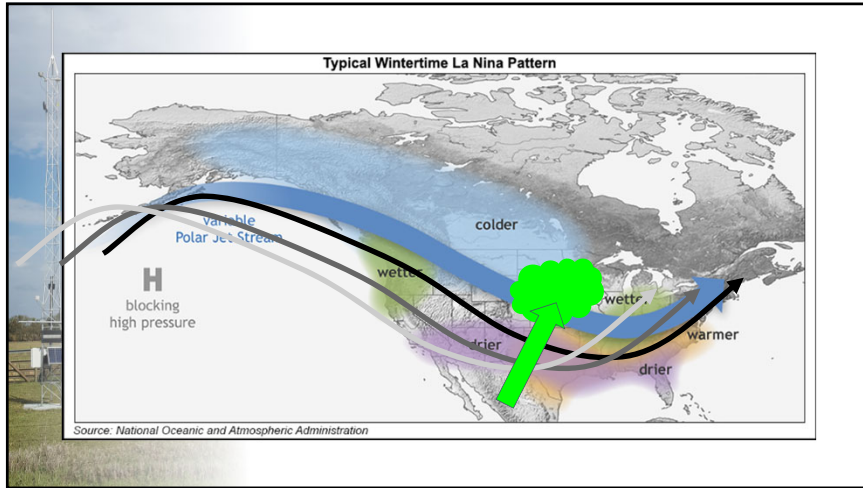 Typical Wintertime La Nina Pattern
colder
variable
Polar Jet Stream
wetter
H
blocking
high pressure
wetter
warmer
drier
drier
Source: National Oceanic and Atmospheric Administration